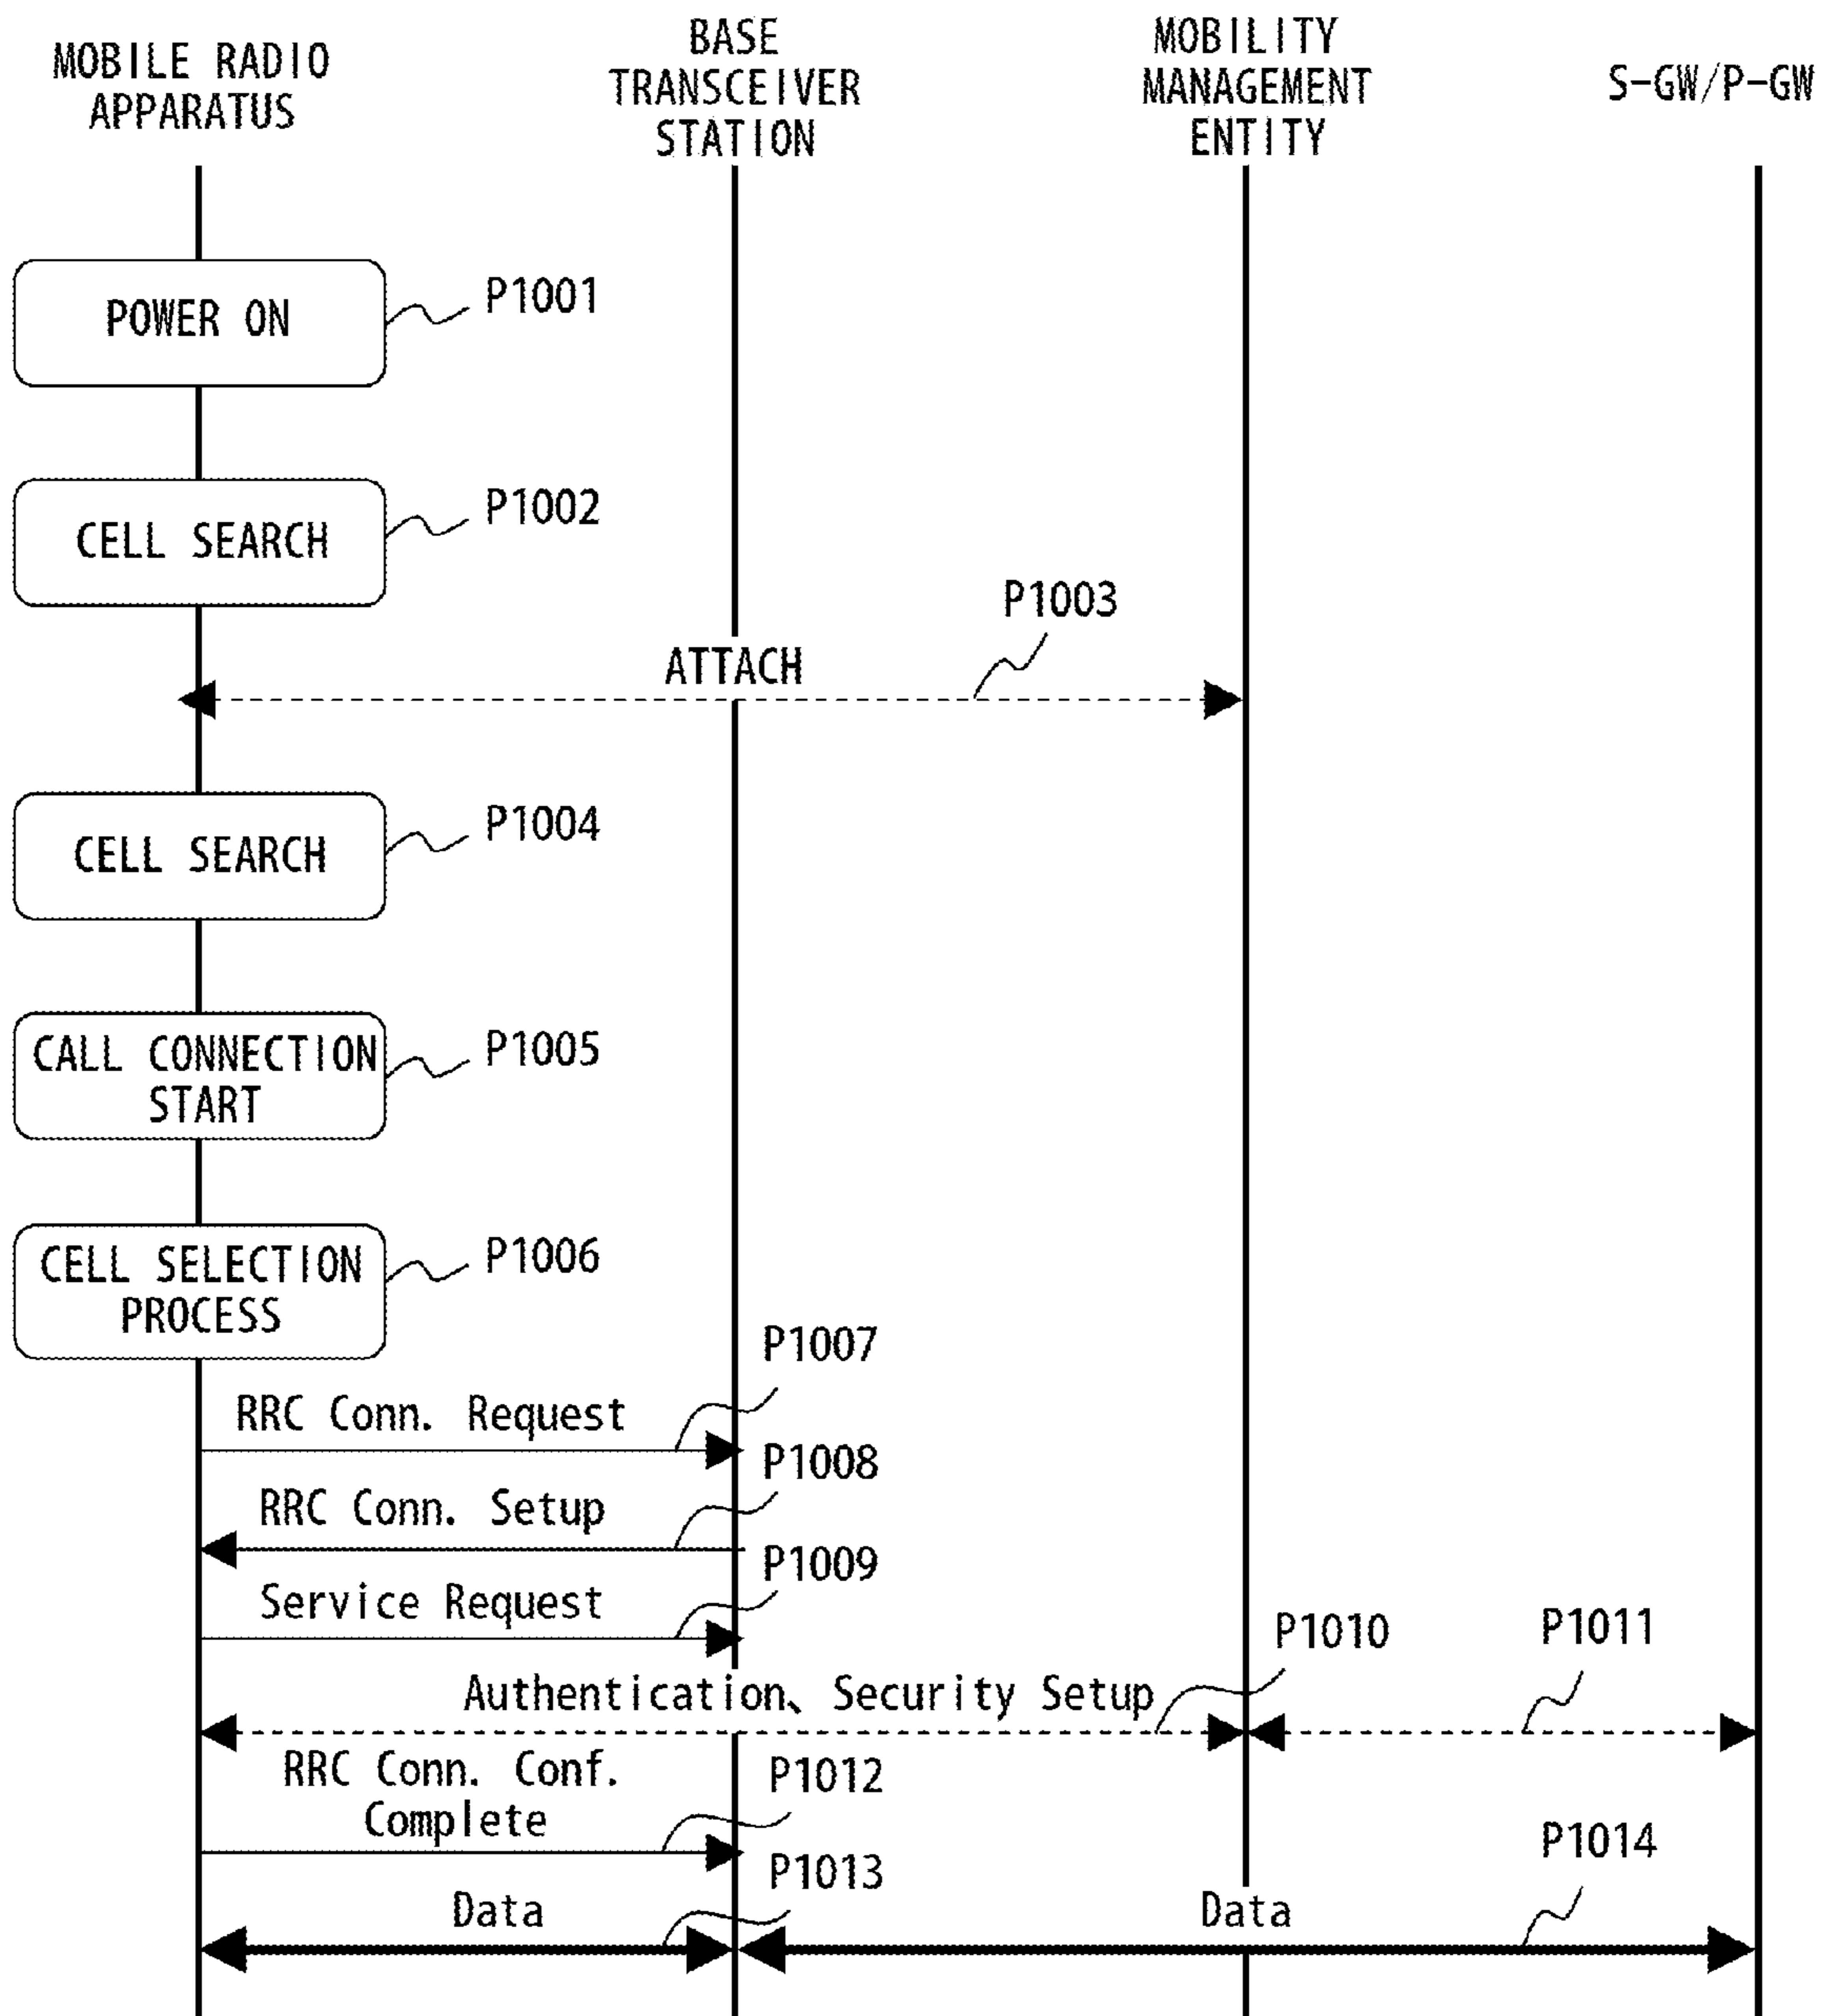 MOBILE RADIO
APPARATUS
BASE
TRANSCEIVER
STATION
MOBILITY
MANAGEMENT
ENTITY
S-GW/P-GW
POWER ON
P1001
CELL SEARCH
P1002
P1003
ATTACH
CELL SEARCH
P1004
CALL CONNECTION
START
P1005
CELL SELECTION
PROCESS
P1006
P1007
RRC Conn. Request
P1008
RRC Conn. Setup
P1009
Service Request
P1010
P1011
Authentication、Security Setup
RRC Conn. Conf.
Complete
P1012
P1013
P1014
Data
Data